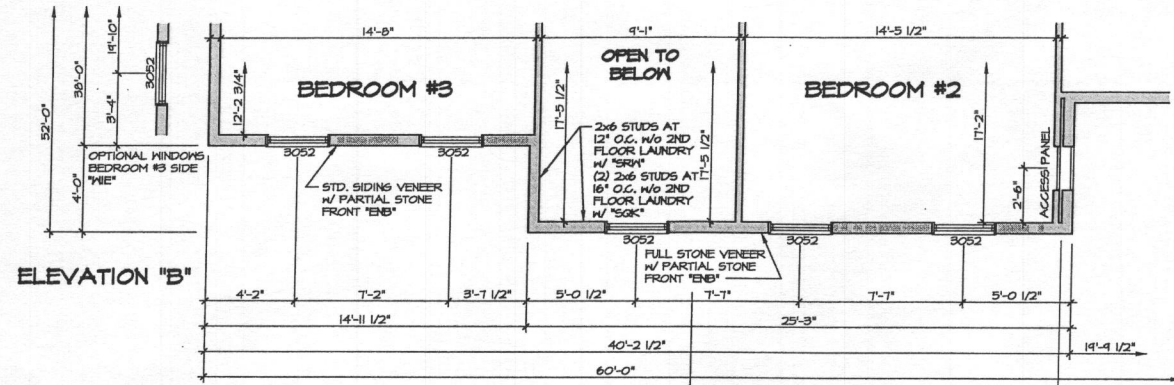 14'-8"
9'-1"
14'-5 1/2"
52'-0"
38'-0"
19'-10"
3'-4"
3052
4'-0"
OPTIONAL WINDOWS
BEDROOM #3 SIDE
"WIE"
12'-2 3/4"
BEDROOM #3
3052
3052
STD. SIDING VENEER
W/ PARTIAL STONE
FRONT "ENB"
OPEN TO
BELOW
17'-5 1/2"
17'-5 1/2"
2x6 STUDS AT
12" O.C. W/O 2ND
FLOOR LAUNDRY
W/ "SRW"
(2) 2x6 STUDS AT
16" O.C. W/O 2ND
FLOOR LAUNDRY
W/ "SGK"
BEDROOM #2
17'-2"
2'-6"
ACCESS PANEL
3052
3052
3052
FULL STONE VENEER
W/ PARTIAL STONE
FRONT "ENB"
ELEVATION "B"
4'-2"
7'-2"
3'-7 1/2"
5'-0 1/2"
7'-7"
7'-7"
5'-0 1/2"
14'-11 1/2"
25'-3"
40'-2 1/2"
19'-9 1/2"
60'-0"